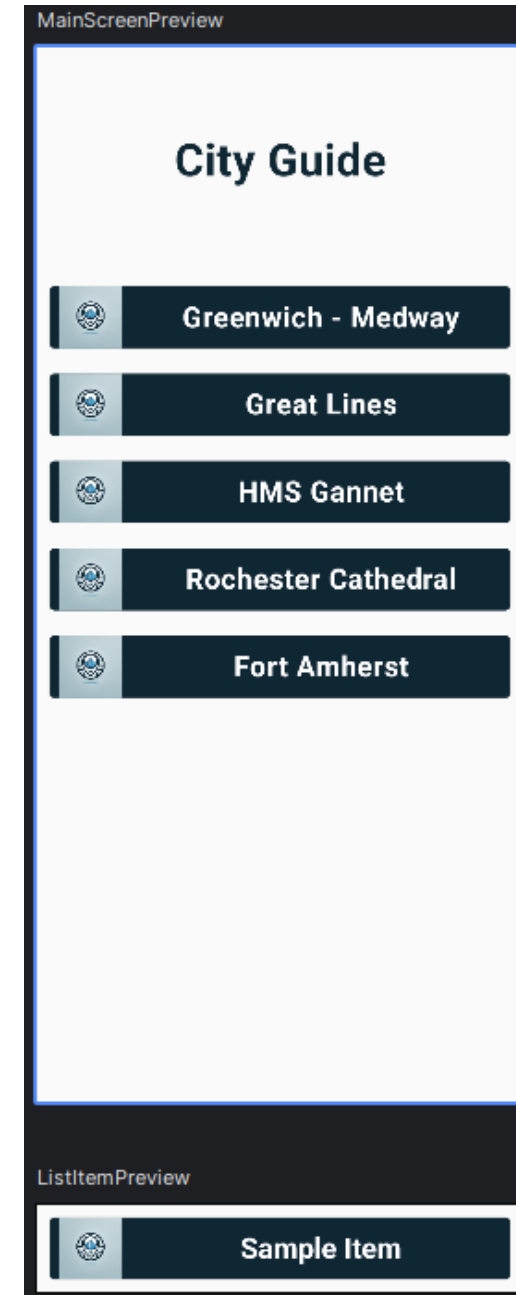 MainScreenPreview
City Guide
Greenwich - Medway
Great Lines
HMS Gannet
Rochester Cathedral
Fort Amherst
ListItemPreview
Sample Item